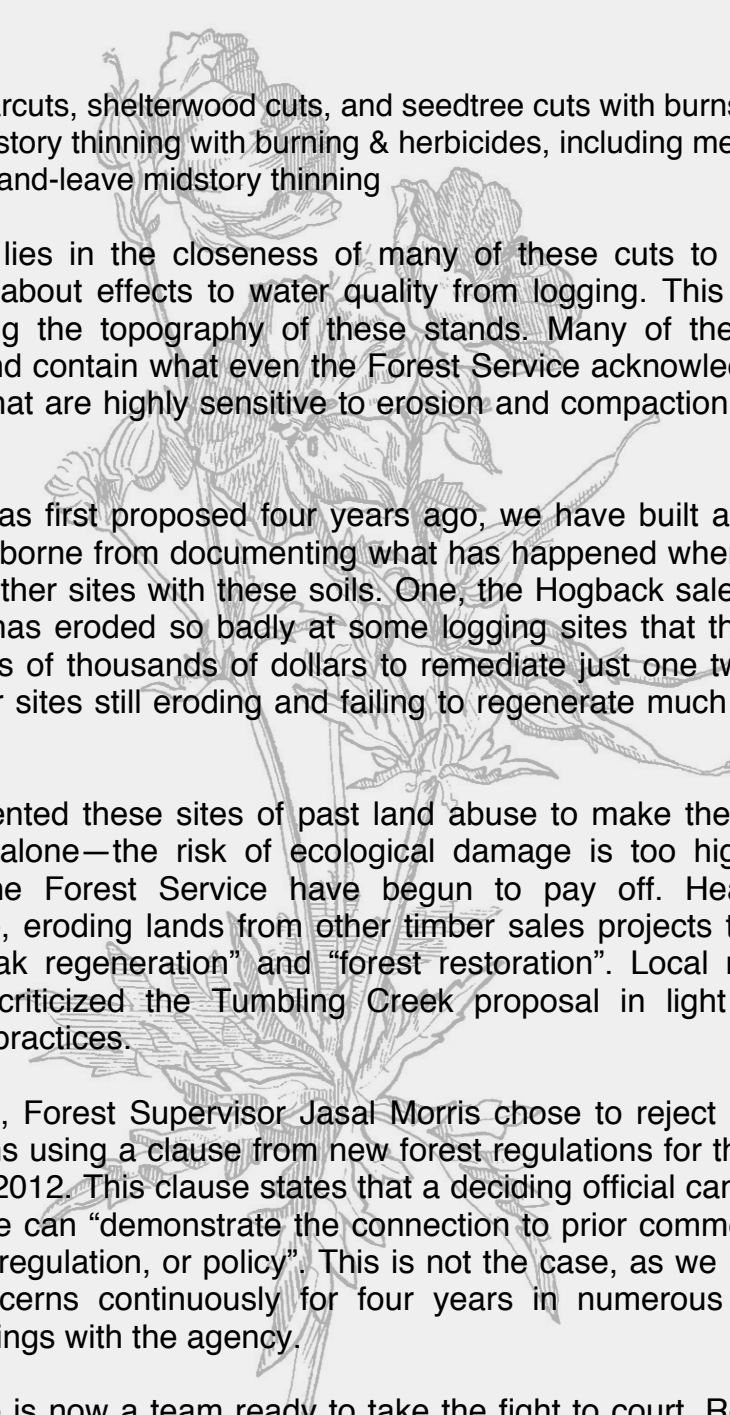 rcuts, shelterwood cuts, and seedtree cuts with burns
story thinning with burning & herbicides, including me
and-leave midstory thinning
lies in the closeness of many of these cuts to
about effects to water quality from logging. This
g the topography of these stands. Many of the
nd contain what even the Forest Service acknowled
hat are highly sensitive to erosion and compaction
as first proposed four years ago, we have built a
borne from documenting what has happened when
ther sites with these soils. One, the Hogback sale
has eroded so badly at some logging sites that th
s of thousands of dollars to remediate just one tw
r sites still eroding and failing to regenerate much
ented these sites of past land abuse to make the
alone—the risk of ecological damage is too hig
ne Forest Service have begun to pay off. Hea
, eroding lands from other timber sales projects t
ak regeneration” and “forest restoration”. Local
criticized the Tumbling Creek proposal in light
practices.
, Forest Supervisor Jasal Morris chose to reject
ns using a clause from new forest regulations for th
2012. This clause states that a deciding official can
e can “demonstrate the connection to prior comme
regulation, or policy”. This is not the case, as we
cerns continuously for four years in numerous
ings with the agency.
is now a team ready to take the fight to court. R